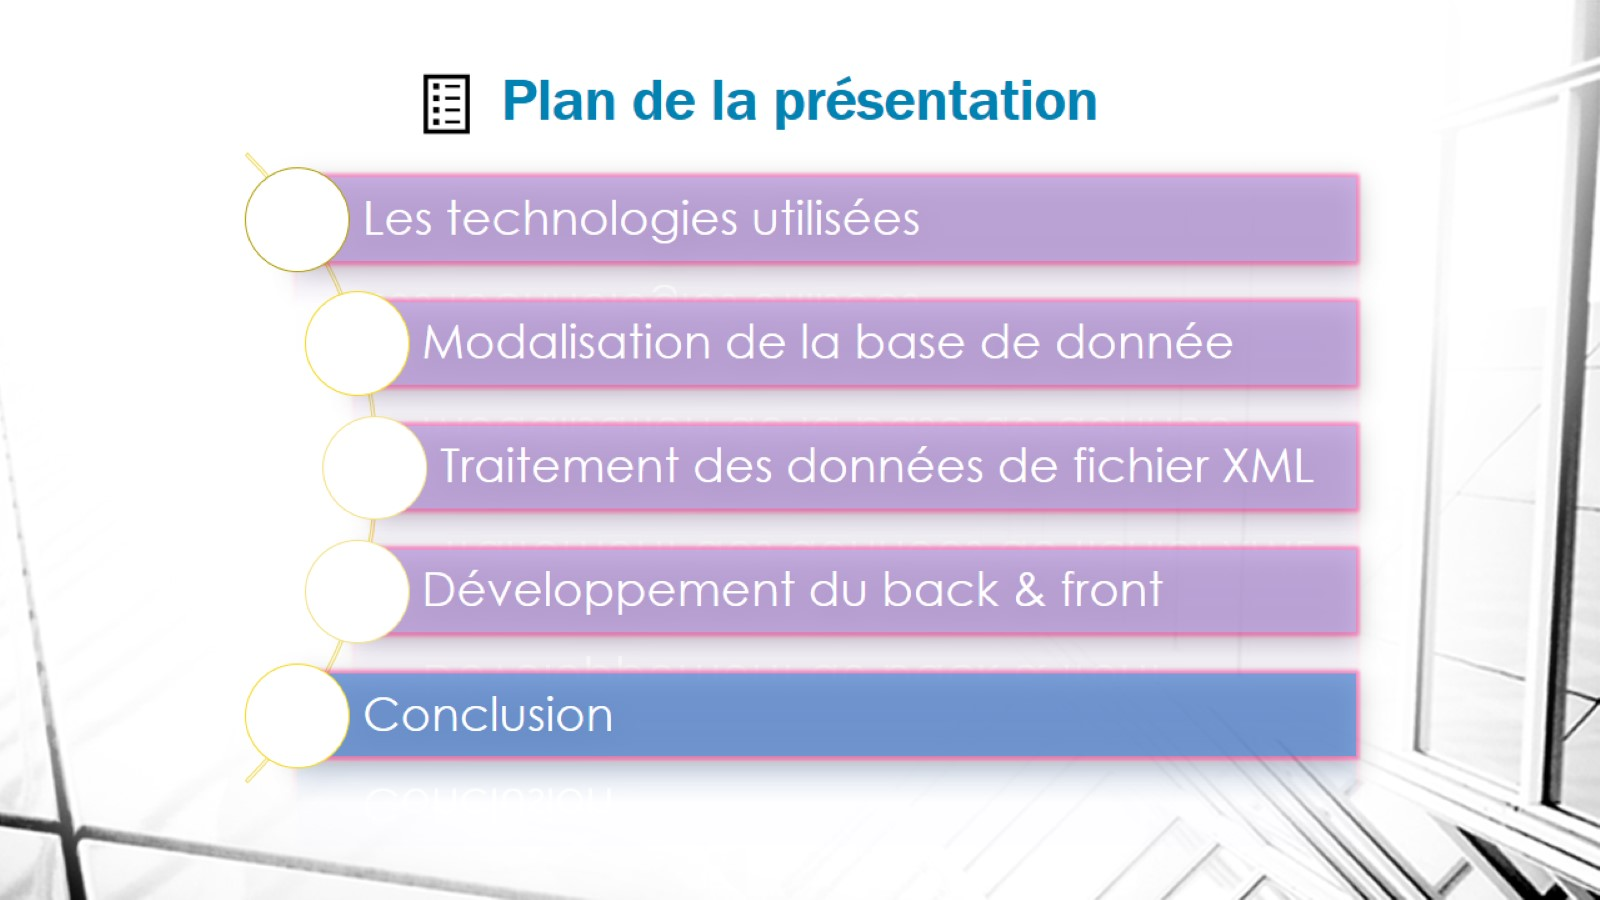 Plan de la présentation
Les technologies utilisées
Modalisation de la base de donnée
Traitement des données de fichier XML
Développement du back & front
Conclusion